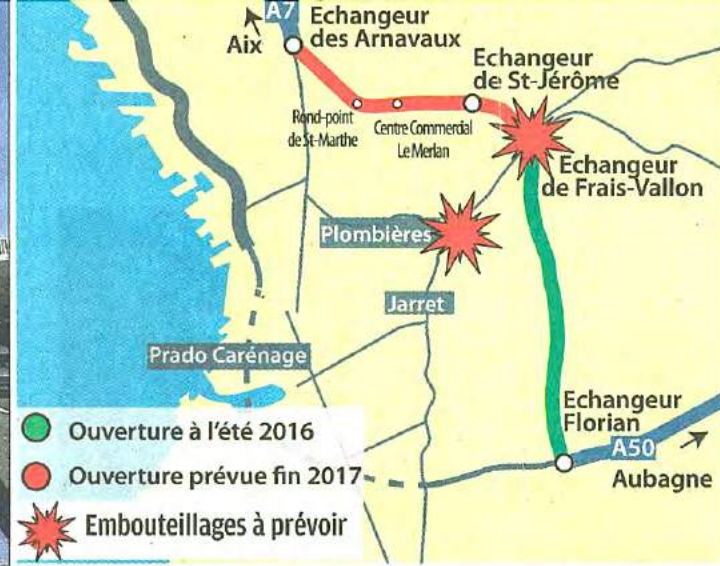 A7
Echangeur
des Arnavaux
Aix
Echangeur
de St-Jérôme
Rond-point
de St-Marthe
Centre Commercial
Le Merlan
Echangeur
de Frais-Vallon
Plombières
Jarret
Prado Carénage
Echangeur
Florian
A50
Aubagne
Ouverture à l'été 2016
Ouverture prévue fin 2017
Embouteillages à prévoir